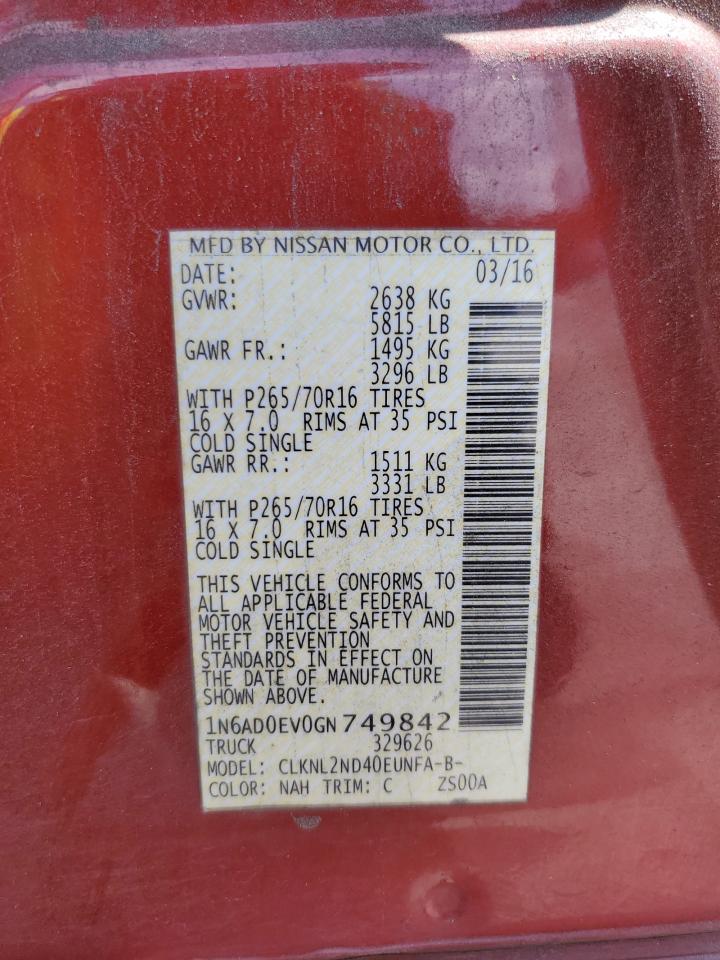 MFD BY NISSAN MOTOR CO., LTD.
DATE: 03/16
GVWR: 2638 KG
5815 LB
GAWR FR.: 1495 KG
3296 LB
WITH P265/70R16 TIRES
16 X 7.0 RIMS AT 35 PSI
COLD SINGLE
GAWR RR.: 1511 KG
3331 LB
WITH P265/70R16 TIRES
16 X 7.0 RIMS AT 35 PSI
COLD SINGLE
THIS VEHICLE CONFORMS TO
ALL APPLICABLE FEDERAL
MOTOR VEHICLE SAFETY AND
THEFT PREVENTION
STANDARDS IN EFFECT ON
THE DATE OF MANUFACTURE
SHOWN ABOVE.
1N6AD0EV0GN749842
TRUCK 329626
MODEL: CLKNL2ND40EUNFA-B-
COLOR: NAH TRIM: C ZS00A